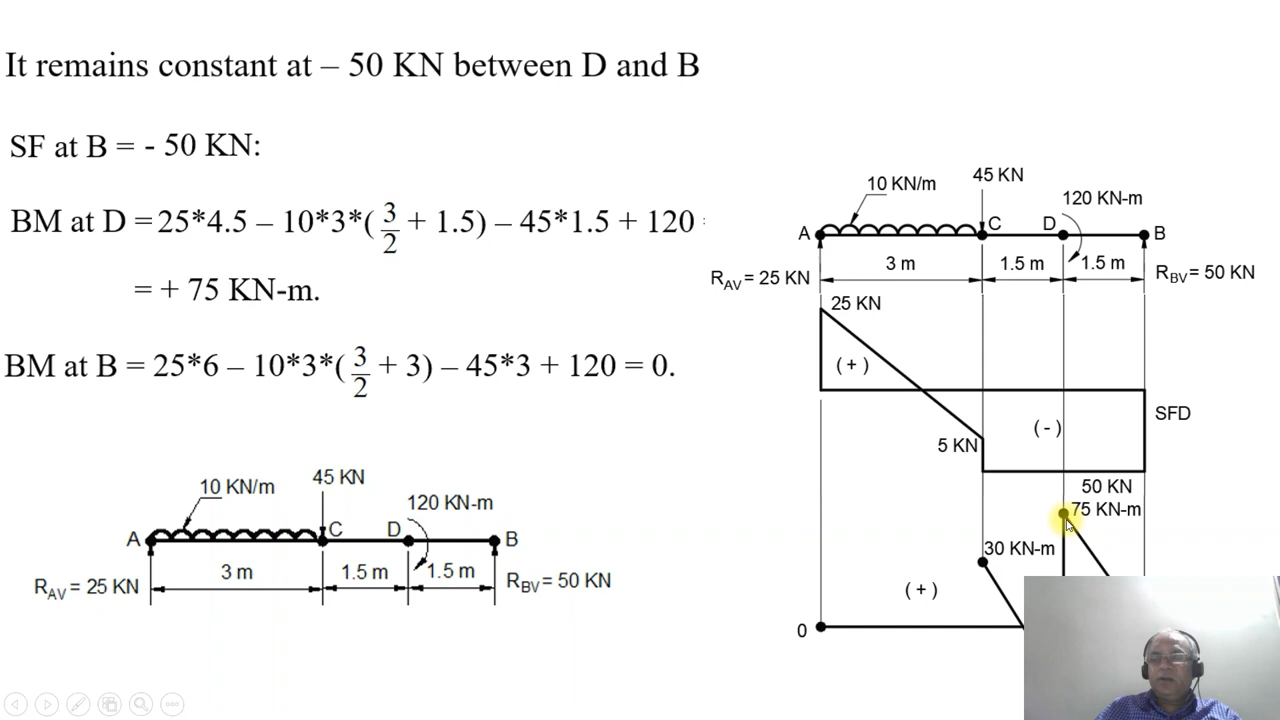 It remains constant at – 50 KN between D and B
SF at B = - 50 KN:
BM at D = 25*4.5 – 10*3*(3/2 + 1.5) – 45*1.5 + 120
= + 75 KN-m.
BM at B = 25*6 – 10*3*(3/2 + 3) – 45*3 + 120 = 0.
10 KN/m
45 KN
120 KN-m
A
C
D
B
3 m
1.5 m
1.5 m
RAV = 25 KN
RBV = 50 KN
45 KN
10 KN/m
120 KN-m
A
C
D
B
3 m
1.5 m
1.5 m
RAV = 25 KN
RBV = 50 KN
25 KN
(+)
SFD
(-)
5 KN
50 KN
75 KN-m
30 KN-m
(+)
0